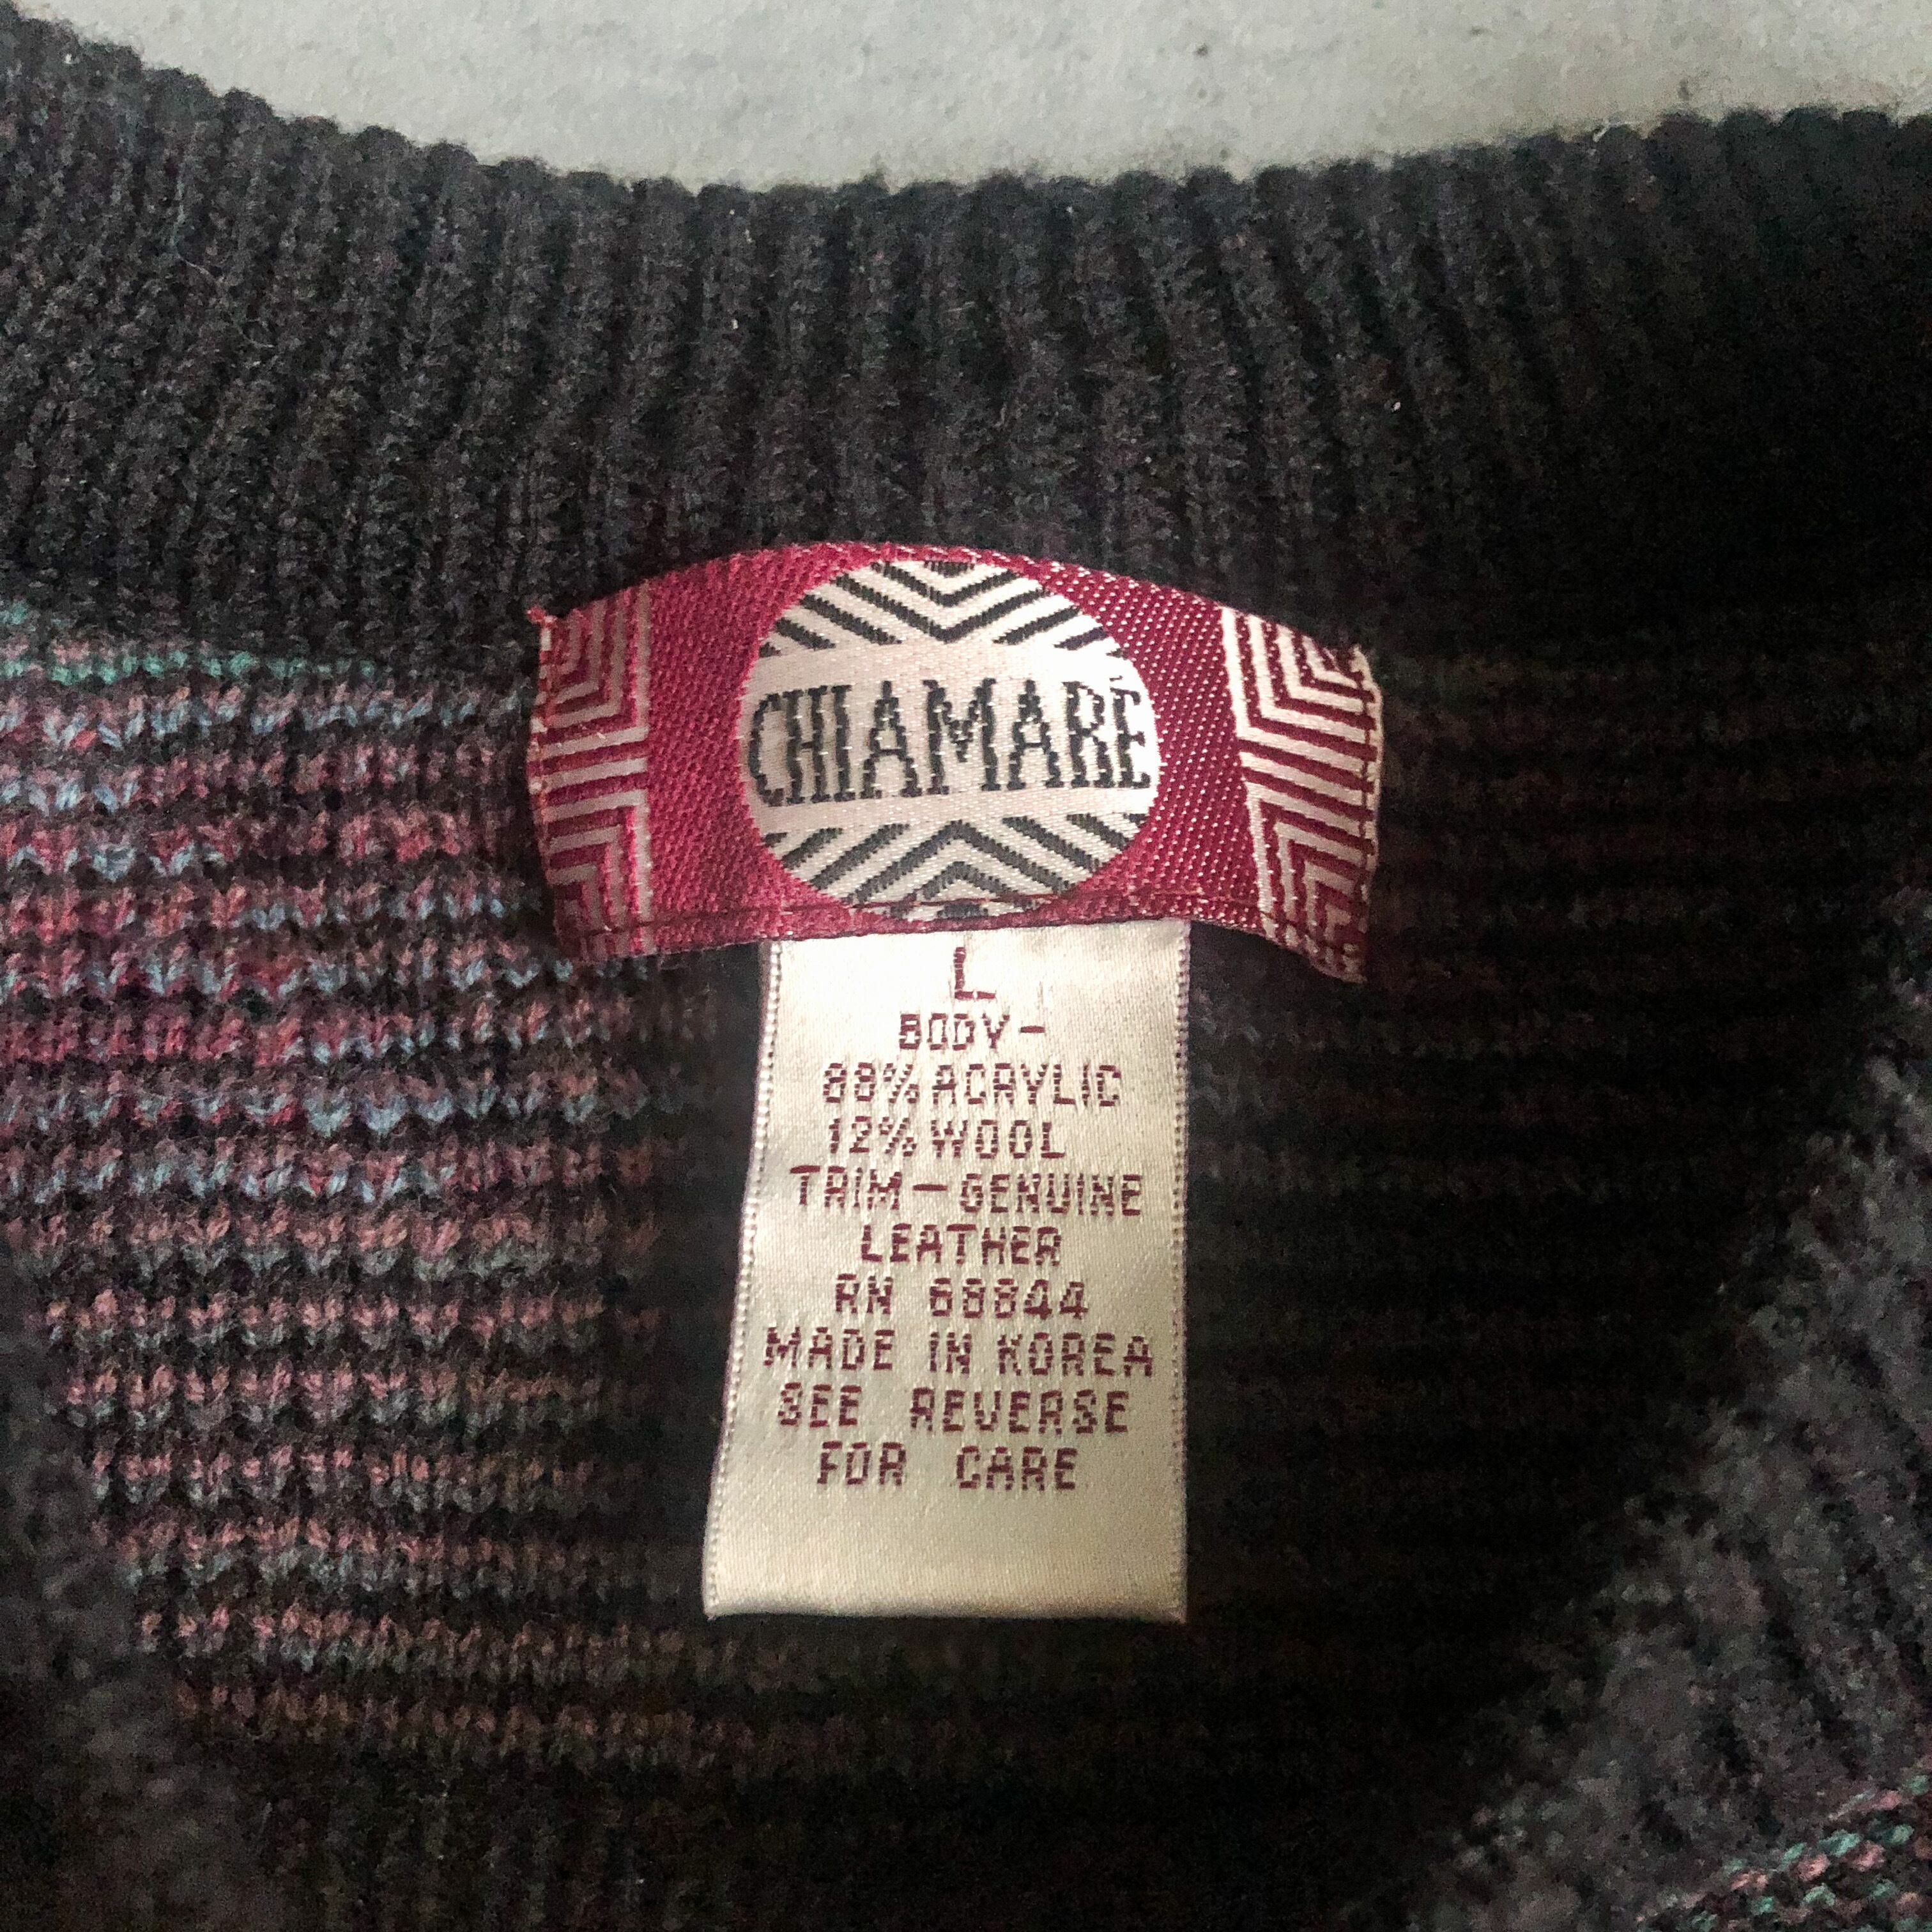 CHIAMARÉ
L
BODY-
88% ACRYLIC
12% WOOL
TRIM-GENUINE
LEATHER
RN 68844
MADE IN KOREA
SEE REVERSE
FOR CARE